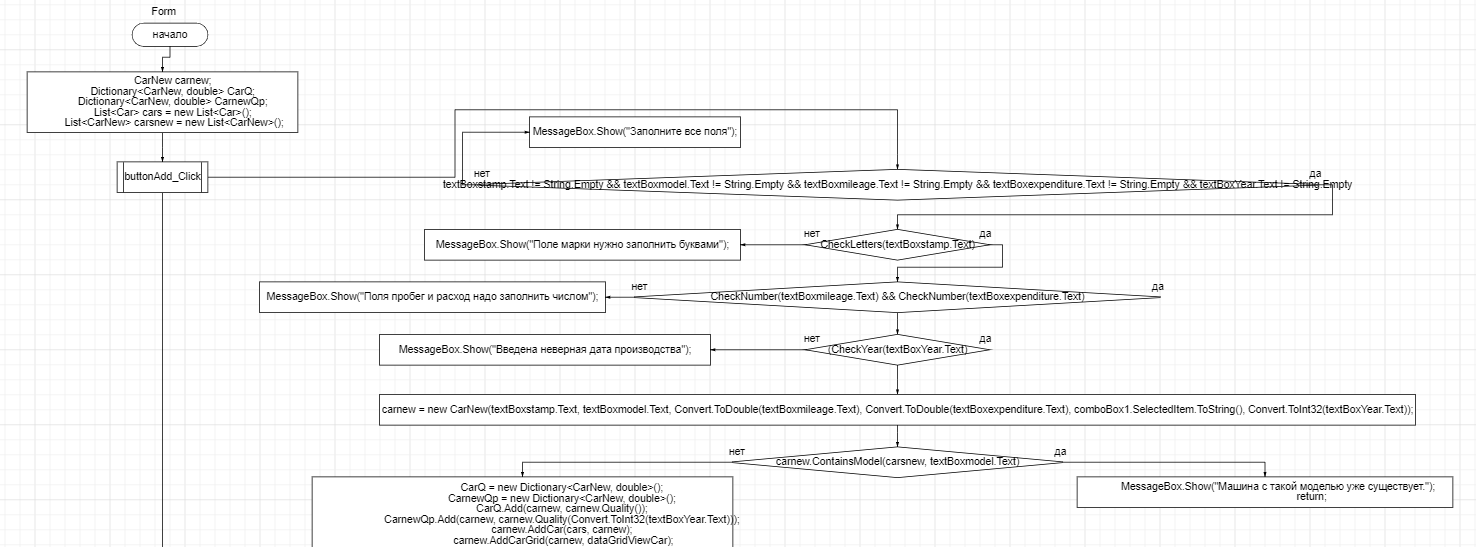 Form
начало
CarNew carnew;
Dictionary<CarNew, double> CarQ;
Dictionary<CarNew, double> CarnewQp;
List<Car> cars = new List<Car>();
List<CarNew> carsnew = new List<CarNew>();
MessageBox.Show("Заполните все поля");
buttonAdd_Click
нет
да
textBoxstamp.Text != String.Empty && textBoxmodel.Text != String.Empty && textBoxmileage.Text != String.Empty && textBoxexpenditure.Text != String.Empty && textBoxYear.Text != String.Empty
нет
да
MessageBox.Show("Поле марки нужно заполнить буквами");
CheckLetters(textBoxstamp.Text)
нет
да
MessageBox.Show("Поля пробег и расход надо заполнить числом");
CheckNumber(textBoxmileage.Text) && CheckNumber(textBoxexpenditure.Text)
нет
да
MessageBox.Show("Введена неверная дата производства");
(CheckYear(textBoxYear.Text)
carnew = new CarNew(textBoxstamp.Text, textBoxmodel.Text, Convert.ToDouble(textBoxmileage.Text), Convert.ToDouble(textBoxexpenditure.Text), comboBox1.SelectedItem.ToString(), Convert.ToInt32(textBoxYear.Text));
нет
да
carnew.ContainsModel(carsnew, textBoxmodel.Text)
CarQ = new Dictionary<CarNew, double>();
CarnewQp = new Dictionary<CarNew, double>();
CarQ.Add(carnew, carnew.Quality());
CarnewQp.Add(carnew, carnew.Quality(Convert.ToInt32(textBoxYear.Text)));
carnew.AddCar(cars, carnew);
carnew.AddCarGrid(carnew, dataGridViewCar);
MessageBox.Show("Машина с такой моделью уже существует.");
return;